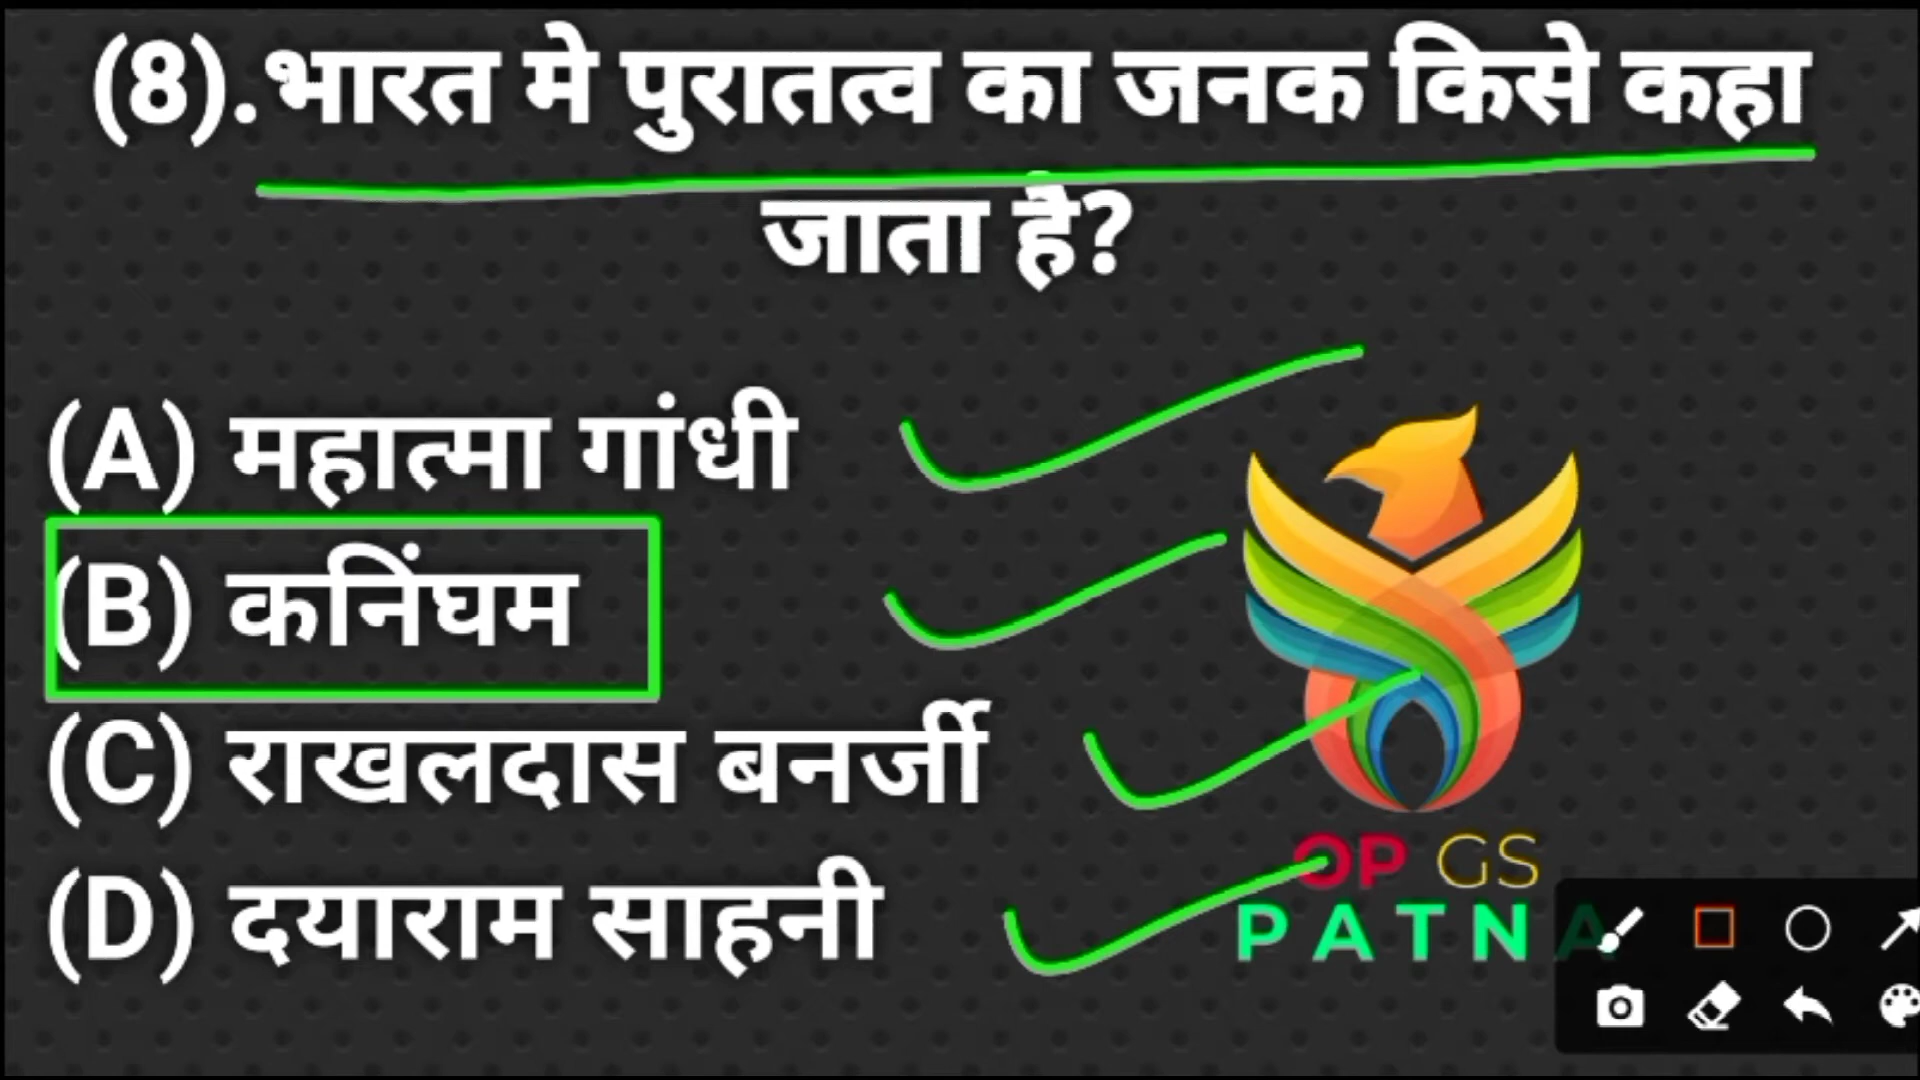 (8).भारत मे पुरातत्व का जनक किसे कहा
जाता है?
(A) महात्मा गांधी
(B) कनिंघम
(C) राखलदास बनर्जी
(D) दयाराम साहनी
OP GS
PATNA